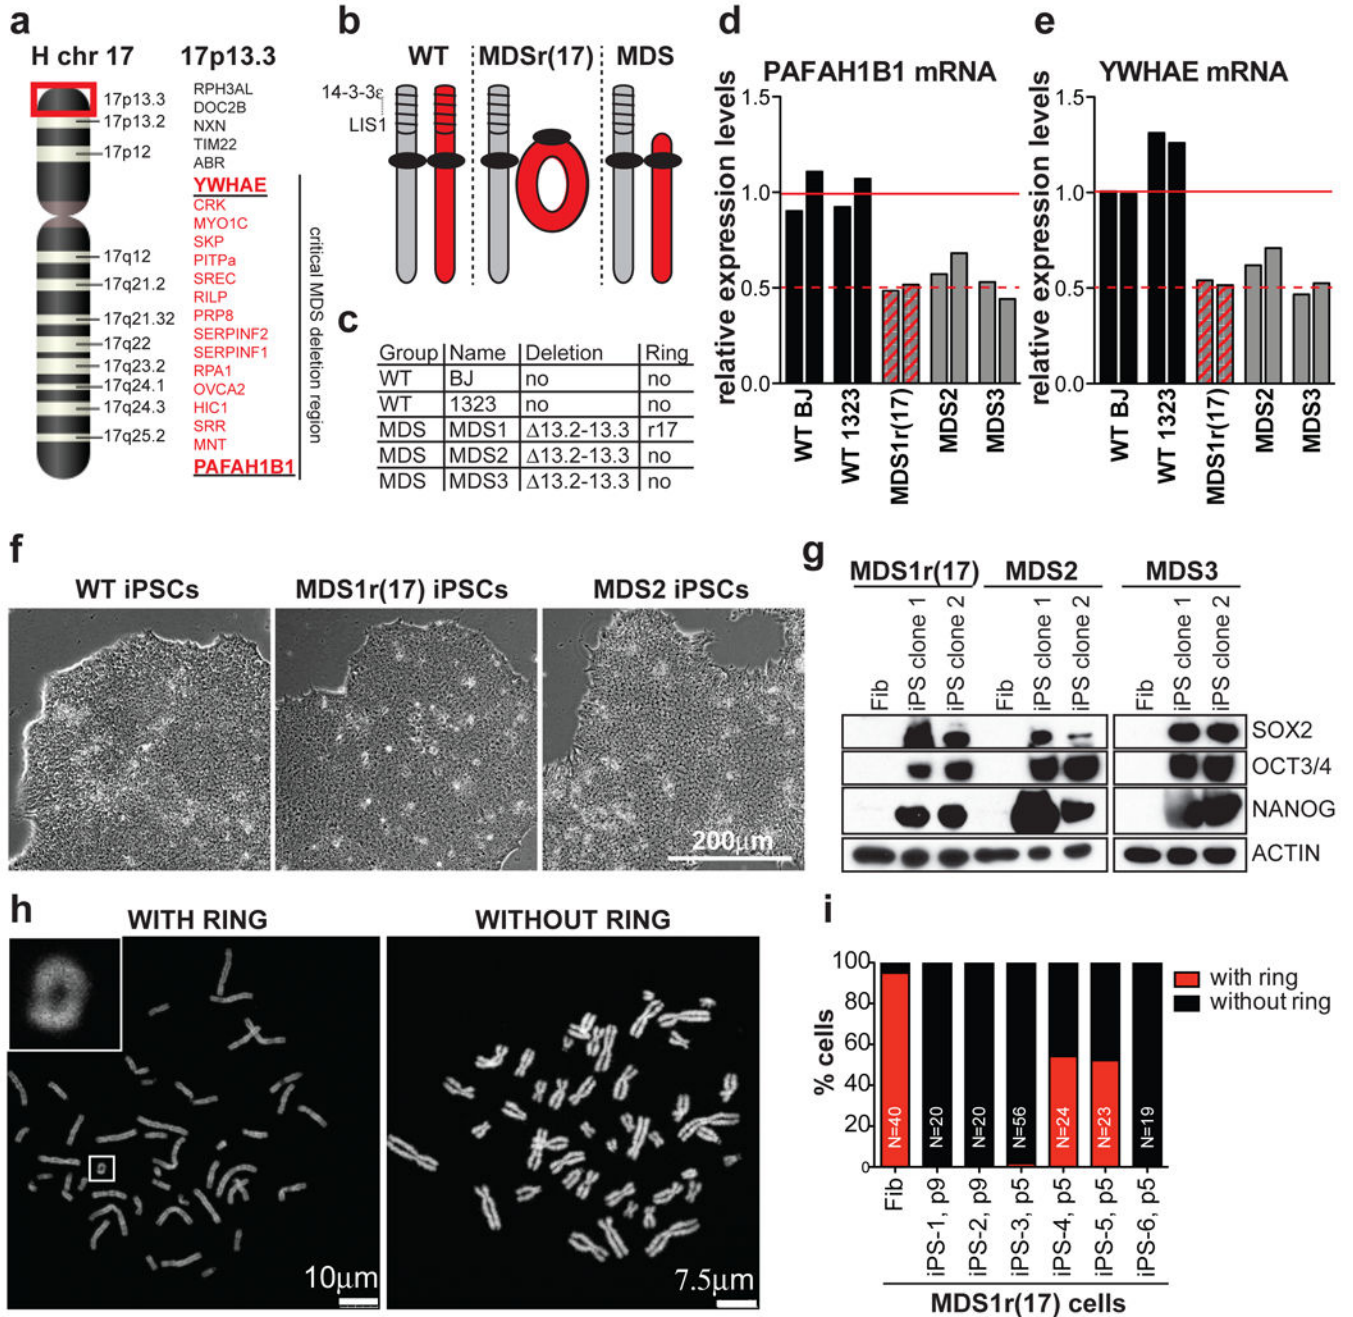 a
H chr 17
17p13.3
17p13.3
17p13.2
17p12
17q12
17q21.2
17q21.32
17q22
17q23.2
17q24.1
17q24.3
17q25.2
RPH3AL
DOC2B
NXN
TIM22
ABR
YWHAE
CRK
MYO1C
SKP
PITPa
SREC
RILP
PRP8
SERPINF2
SERPINF1
RPA1
OVCA2
HIC1
SRR
MNT
PAFAH1B1
critical MDS deletion region
b
WT
MDSr(17)
MDS
14-3-3ε
LIS1
c
Group Name Deletion Ring
WT BJ no no
WT 1323 no no
MDS MDS1 Δ13.2-13.3 r17
MDS MDS2 Δ13.2-13.3 no
MDS MDS3 Δ13.2-13.3 no
d
PAFAH1B1 mRNA
relative expression levels
1.5
1.0
0.5
0.0
WT BJ
WT 1323
MDS1r(17)
MDS2
MDS3
e
YWHAE mRNA
relative expression levels
1.5
1.0
0.5
0.0
WT BJ
WT 1323
MDS1r(17)
MDS2
MDS3
f
WT iPSCs
MDS1r(17) iPSCs
MDS2 iPSCs
200μm
g
MDS1r(17)
MDS2
MDS3
Fib
iPS clone 1
iPS clone 2
Fib
iPS clone 1
iPS clone 2
Fib
iPS clone 1
iPS clone 2
SOX2
OCT3/4
NANOG
ACTIN
h
WITH RING
WITHOUT RING
10μm
7.5μm
i
% cells
100
80
60
40
20
0
N=40
N=20
N=20
N=56
N=24
N=23
N=19
with ring
without ring
Fib
iPS-1, p9
iPS-2, p9
iPS-3, p5
iPS-4, p5
iPS-5, p5
iPS-6, p5
MDS1r(17) cells